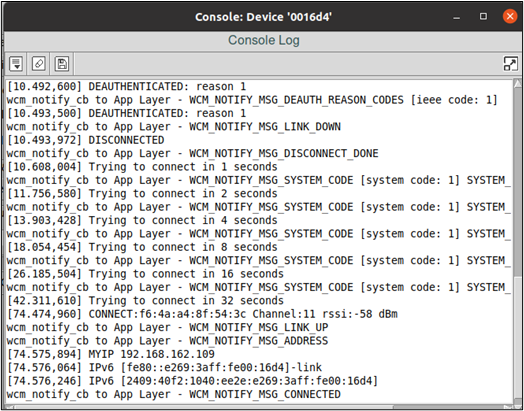 Console: Device '0016d4'
Console Log
[10.492,600] DEAUTHENTICATED: reason 1
wcm_notify_cb to App Layer - WCM_NOTIFY_MSG_DEAUTH_REASON_CODES [ieee code: 1]
[10.493,500] DEAUTHENTICATED: reason 1
wcm_notify_cb to App Layer - WCM_NOTIFY_MSG_LINK_DOWN
[10.493,972] DISCONNECTED
wcm_notify_cb to App Layer - WCM_NOTIFY_MSG_DISCONNECT_DONE
[10.608,004] Trying to connect in 1 seconds
wcm_notify_cb to App Layer - WCM_NOTIFY_MSG_SYSTEM_CODE [system code: 1] SYSTEM_
[11.756,580] Trying to connect in 2 seconds
wcm_notify_cb to App Layer - WCM_NOTIFY_MSG_SYSTEM_CODE [system code: 1] SYSTEM_
[13.903,428] Trying to connect in 4 seconds
wcm_notify_cb to App Layer - WCM_NOTIFY_MSG_SYSTEM_CODE [system code: 1] SYSTEM_
[18.054,454] Trying to connect in 8 seconds
wcm_notify_cb to App Layer - WCM_NOTIFY_MSG_SYSTEM_CODE [system code: 1] SYSTEM_
[26.185,504] Trying to connect in 16 seconds
wcm_notify_cb to App Layer - WCM_NOTIFY_MSG_SYSTEM_CODE [system code: 1] SYSTEM_
[42.311,610] Trying to connect in 32 seconds
[74.474,960] CONNECT:f6:4a:a4:8f:54:3c Channel:11 rssi:-58 dBm
wcm_notify_cb to App Layer - WCM_NOTIFY_MSG_LINK_UP
wcm_notify_cb to App Layer - WCM_NOTIFY_MSG_ADDRESS
[74.575,894] MYIP 192.168.162.109
[74.576,064] IPv6 [fe80::e269:3aff:fe00:16d4]-link
[74.576,246] IPv6 [2409:40f2:1040:ee2e:e269:3aff:fe00:16d4]
wcm_notify_cb to App Layer - WCM_NOTIFY_MSG_CONNECTED